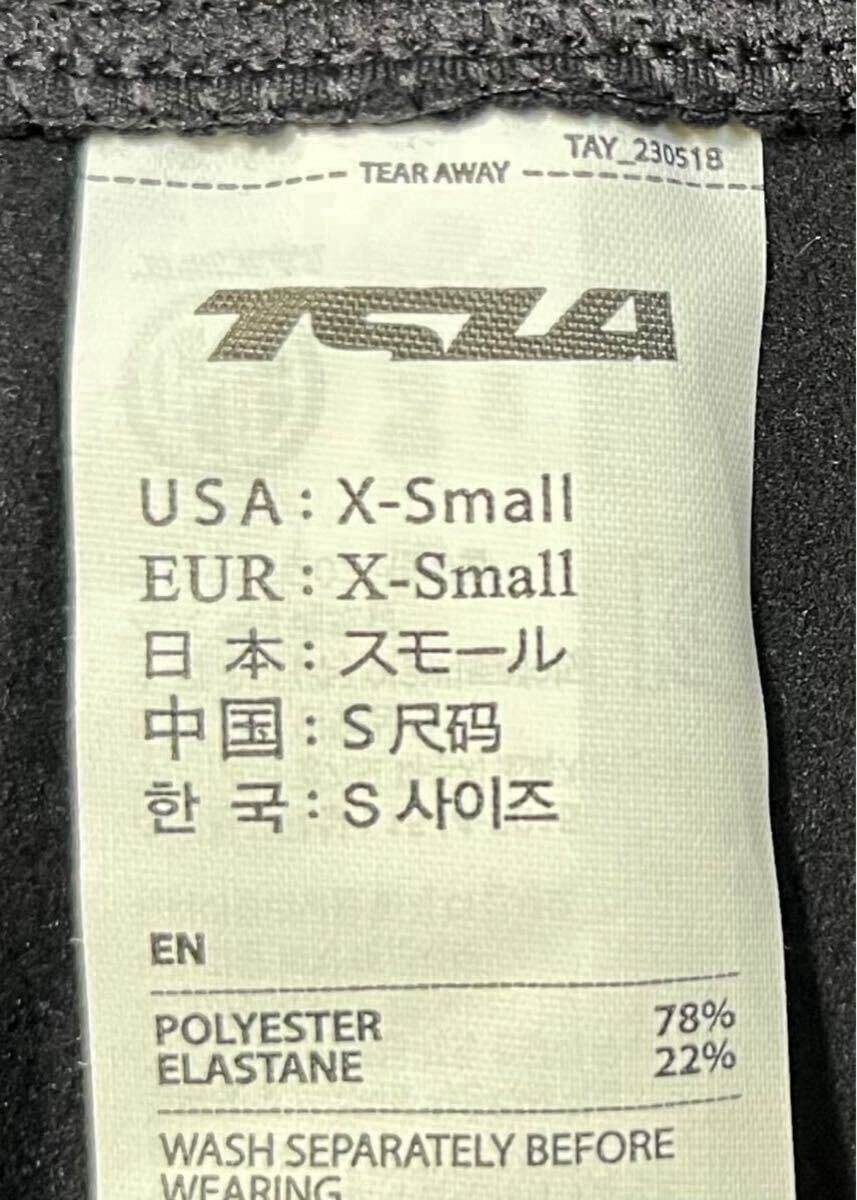 TAY_230518
TEAR AWAY
TSLA
USA: X-Small
EUR: X-Small
日 本: スモール
中国: S 尺码
한 국: S 사이즈
EN
POLYESTER 78%
ELASTANE 22%
WASH SEPARATELY BEFORE
WEARING